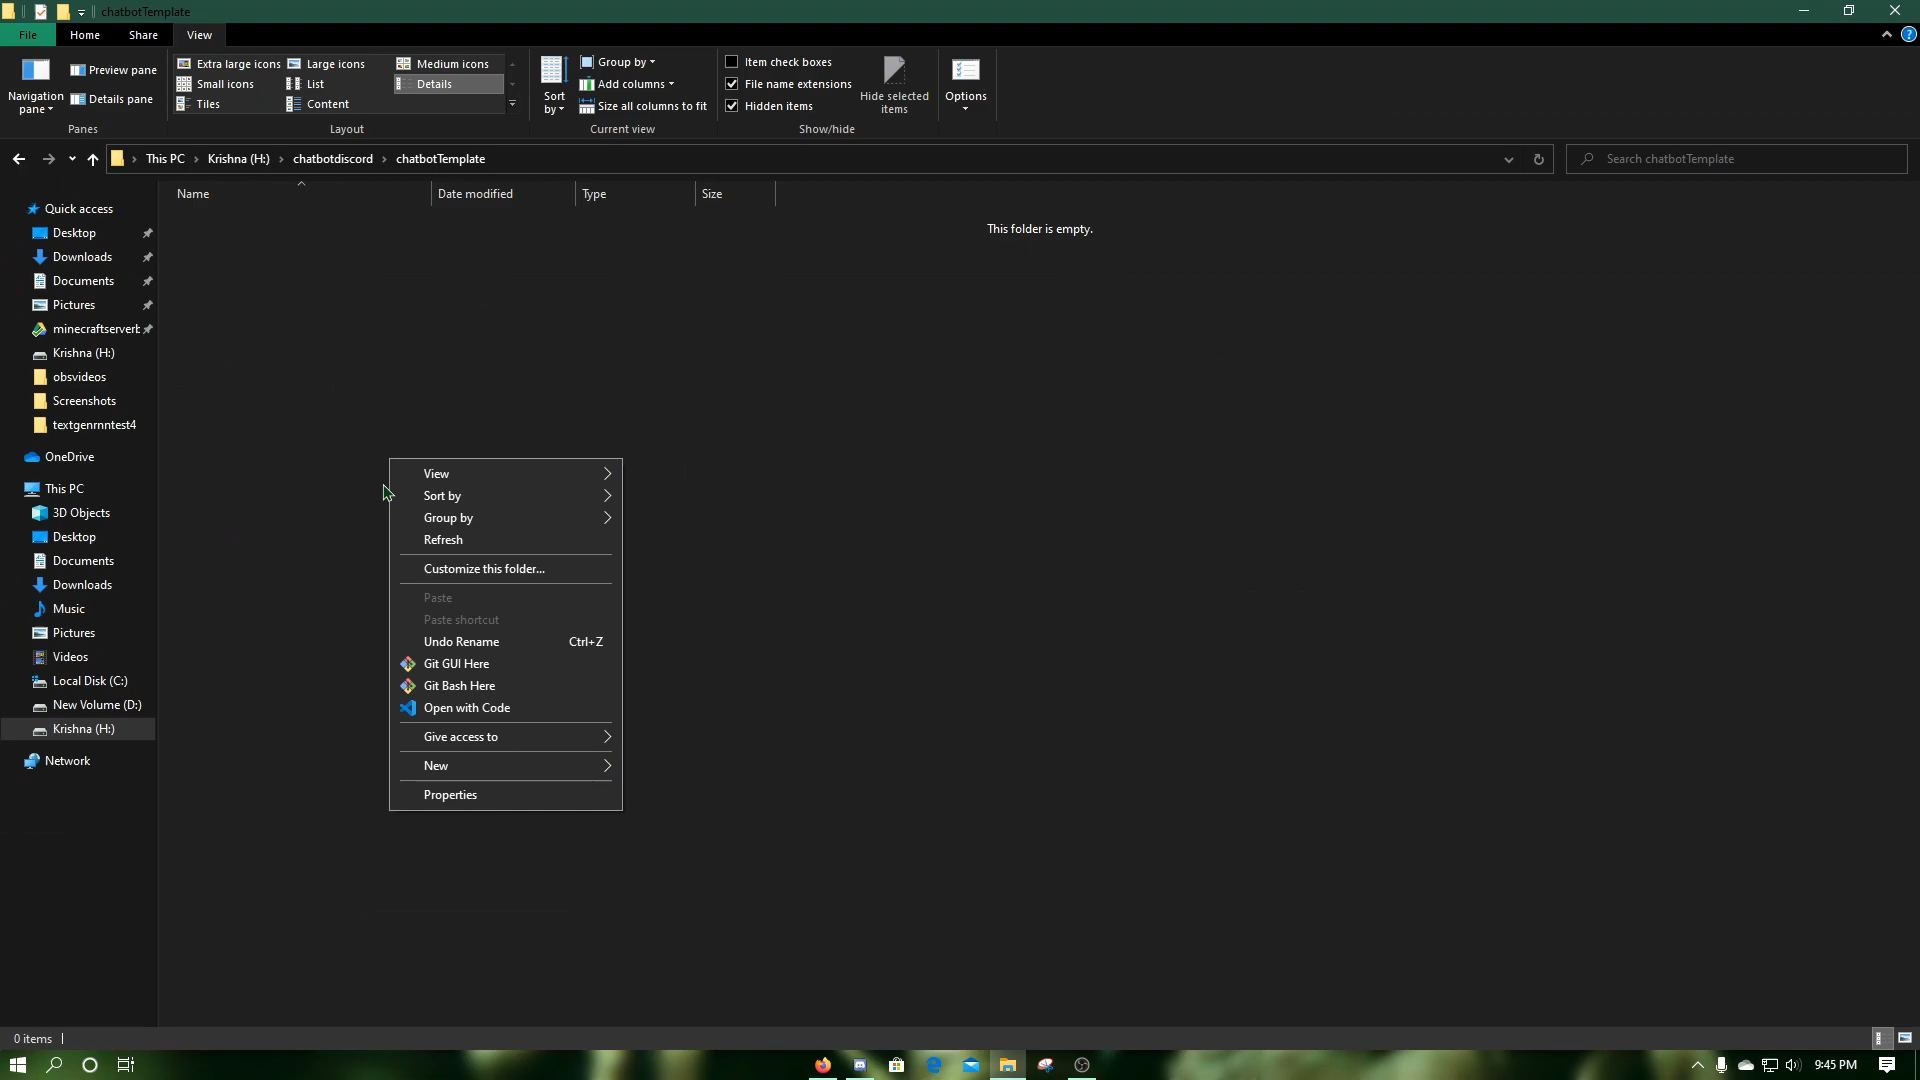 chatbotTemplate
File Home Share View
Navigation pane
Preview pane
Details pane
Panes
Extra large icons Large icons Medium icons
Small icons List Details
Tiles Content
Layout
Sort by
Group by
Add columns
Size all columns to fit
Current view
Item check boxes
File name extensions
Hidden items
Hide selected items
Show/hide
Options
This PC Krishna (H:) chatbotdiscord chatbotTemplate
Search chatbotTemplate
Name Date modified Type Size
This folder is empty.
Quick access
Desktop
Downloads
Documents
Pictures
minecraftservert
Krishna (H:)
obsvideos
Screenshots
textgenrnntest4
OneDrive
This PC
3D Objects
Desktop
Documents
Downloads
Music
Pictures
Videos
Local Disk (C:)
New Volume (D:)
Krishna (H:)
Network
View
Sort by
Group by
Refresh
Customize this folder...
Paste
Paste shortcut
Undo Rename Ctrl+Z
Git GUI Here
Git Bash Here
Open with Code
Give access to
New
Properties
0 items
9:45 PM